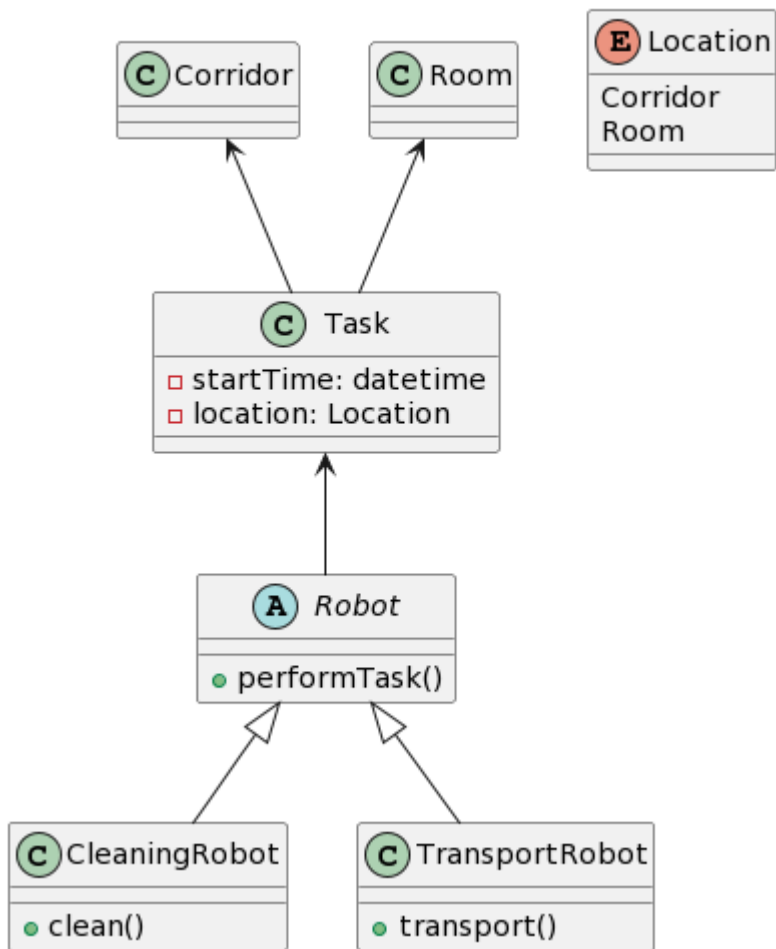 C Corridor
C Room
E Location
Corridor
Room
C Task
startTime: datetime
location: Location
A Robot
performTask()
C CleaningRobot
clean()
C TransportRobot
transport()